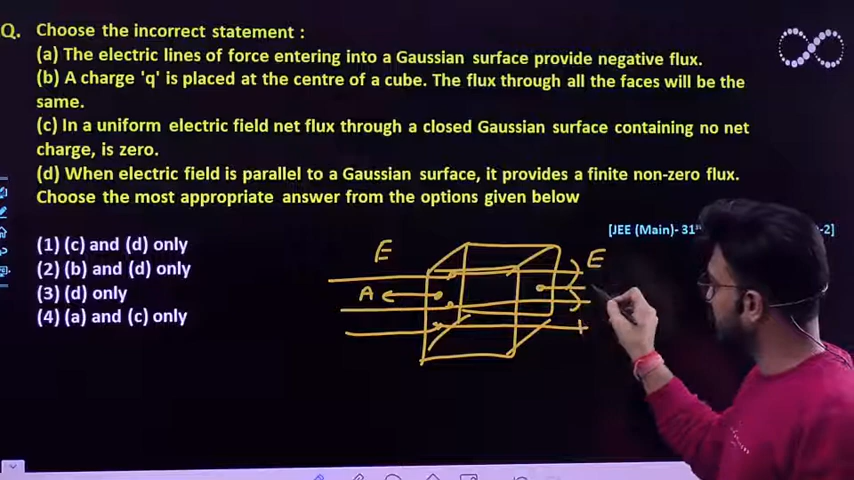 Q. Choose the incorrect statement :
(a) The electric lines of force entering into a Gaussian surface provide negative flux.
(b) A charge 'q' is placed at the centre of a cube. The flux through all the faces will be the
same.
(c) In a uniform electric field net flux through a closed Gaussian surface containing no net
charge, is zero.
(d) When electric field is parallel to a Gaussian surface, it provides a finite non-zero flux.
Choose the most appropriate answer from the options given below
[JEE (Main)- 31
-2]
(1) (c) and (d) only
(2) (b) and (d) only
(3) (d) only
(4) (a) and (c) only
E
E
A